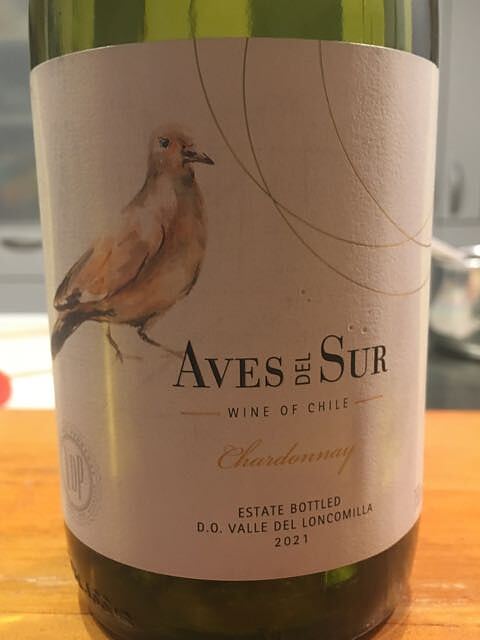 AVES DEL SUR
WINE OF CHILE
Chardonnay
ESTATE BOTTLED
D.O. VALLE DEL LONCOMILLA
2021